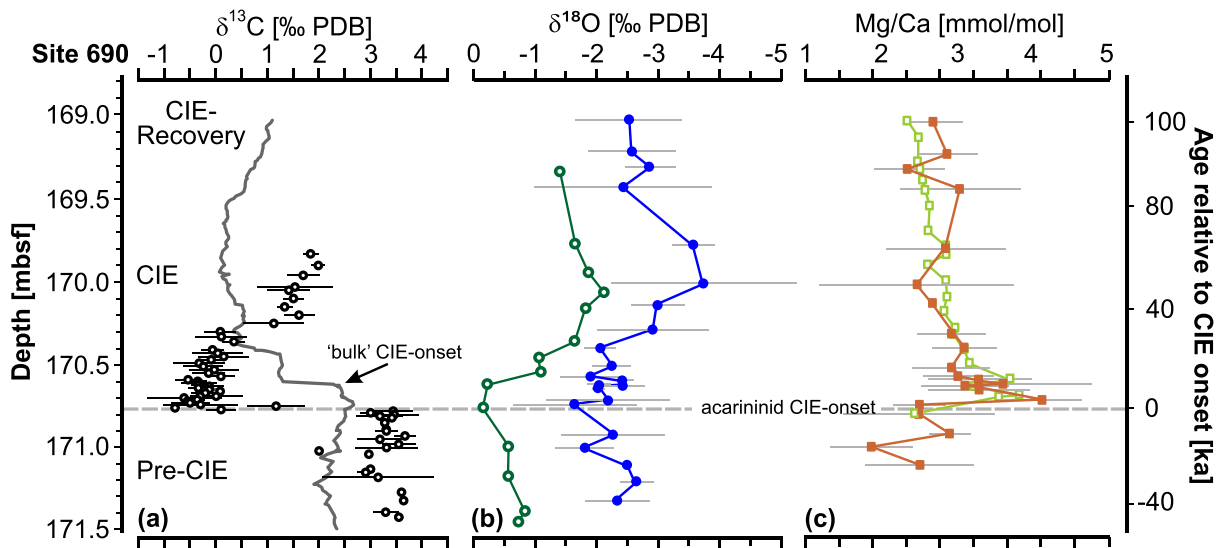 δ¹³C [‰ PDB]
δ¹⁸O [‰ PDB]
Mg/Ca [mmol/mol]
Site 690
-1 0 1 2 3 4
0 -1 -2 -3 -4 -5
1 2 3 4 5
Depth [mbsf]
169.0
169.5
170.0
170.5
171.0
171.5
CIE-
Recovery
CIE
'bulk' CIE-onset
acarininid CIE-onset
Pre-CIE
(a)
(b)
(c)
100
80
40
0
-40
Age relative to CIE onset [ka]